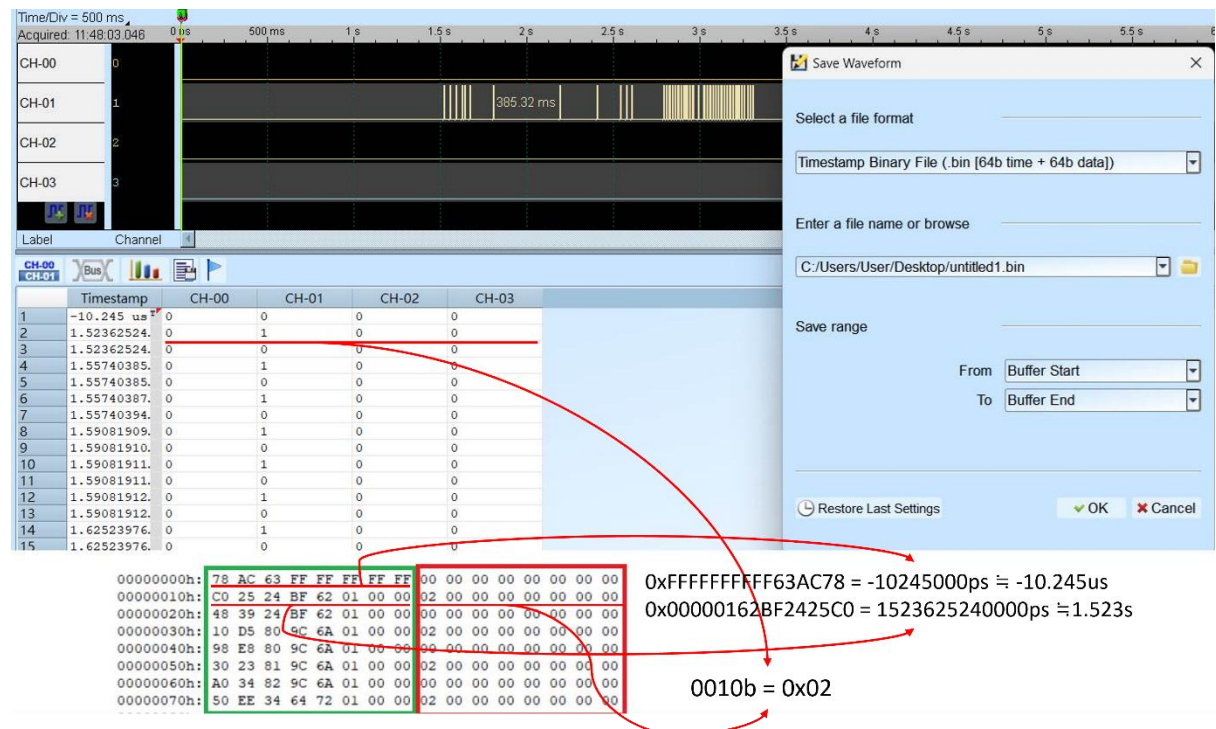 Time/Div = 500 ms
Acquired: 11:48:03.046 0 ps 500 ms 1 s 1.5 s 2 s 2.5 s 3 s 3.5 s 4 s 4.5 s 5 s 5.5 s 6
CH-00 0
CH-01 1 385.32 ms
CH-02 2
CH-03 3
Label Channel
CH-00
CH-01
Bus
Timestamp CH-00 CH-01 CH-02 CH-03
1 -10.245 us T 0 0 0 0
2 1.52362524. 0 1 0 0
3 1.52362524. 0 0 0 0
4 1.55740385. 0 1 0 0
5 1.55740385. 0 0 0 0
6 1.55740387. 0 1 0 0
7 1.55740394. 0 0 0 0
8 1.59081909. 0 1 0 0
9 1.59081910. 0 0 0 0
10 1.59081911. 0 1 0 0
11 1.59081911. 0 0 0 0
12 1.59081912. 0 1 0 0
13 1.59081912. 0 0 0 0
14 1.62523976. 0 1 0 0
15 1.62523976. 0 0 0 0
Save Waveform
Select a file format
Timestamp Binary File (.bin [64b time + 64b data])
Enter a file name or browse
C:/Users/User/Desktop/untitled1.bin
Save range
From Buffer Start
To Buffer End
Restore Last Settings OK Cancel
00000000h: 78 AC 63 FF FF FF FF FF 00 00 00 00 00 00 00 00
00000010h: C0 25 24 BF 62 01 00 00 02 00 00 00 00 00 00 00
00000020h: 48 39 24 BF 62 01 00 00 00 00 00 00 00 00 00 00
00000030h: 10 D5 80 9C 6A 01 00 00 02 00 00 00 00 00 00 00
00000040h: 98 E8 80 9C 6A 01 00 00 00 00 00 00 00 00 00 00
00000050h: 30 23 81 9C 6A 01 00 00 02 00 00 00 00 00 00 00
00000060h: A0 34 82 9C 6A 01 00 00 00 00 00 00 00 00 00 00
00000070h: 50 EE 34 64 72 01 00 00 02 00 00 00 00 00 00 00
0xFFFFFFFFFF63AC78 = -10245000ps ≒ -10.245us
0x00000162BF2425C0 = 1523625240000ps ≒1.523s
0010b = 0x02